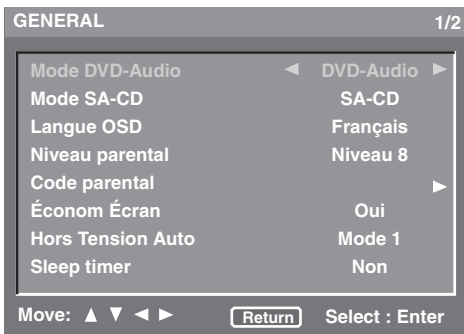 GENERAL 1/2
Mode DVD-Audio ◄ DVD-Audio ►
Mode SA-CD SA-CD
Langue OSD Français
Niveau parental Niveau 8
Code parental ►
Économ Écran Oui
Hors Tension Auto Mode 1
Sleep timer Non
Move: ▲ ▼ ◄ ► Return Select : Enter